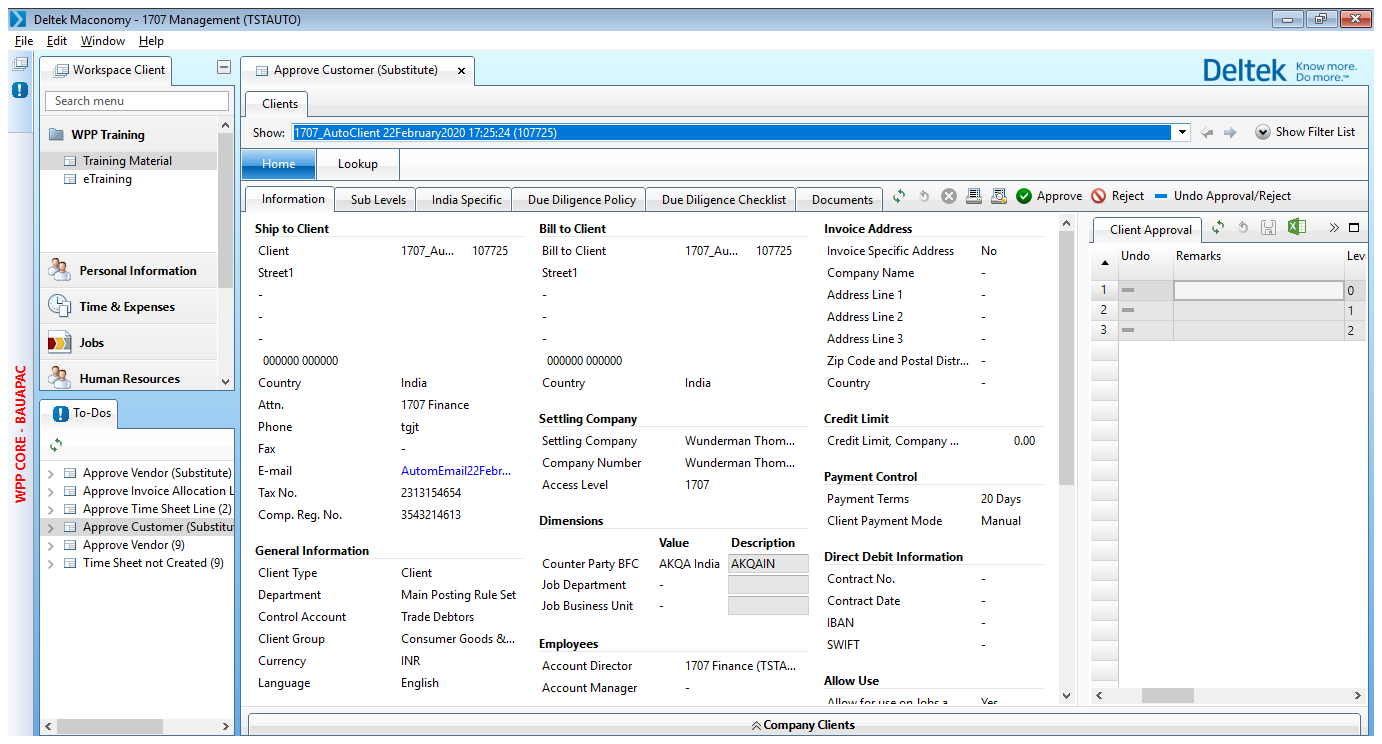 Deltek Maconomy - 1707 Management (TSTAUTO)
File Edit Window Help
WPP CORE - BAUAPAC
Workspace Client
Search menu
WPP Training
Training Material
eTraining
Personal Information
Time & Expenses
Jobs
Human Resources
To-Dos
Approve Vendor (Substitute)
Approve Invoice Allocation L
Approve Time Sheet Line (2)
Approve Customer (Substitu
Approve Vendor (9)
Time Sheet not Created (9)
Approve Customer (Substitute) x
Deltek Know more. Do more.™
Clients
Show: 1707_AutoClient 22February2020 17:25:24 (107725) Show Filter List
Home Lookup
Information Sub Levels India Specific Due Diligence Policy Due Diligence Checklist Documents Approve Reject Undo Approval/Reject
Ship to Client
Client 1707_Au... 107725
Street1
-
-
-
000000 000000
Country India
Attn. 1707 Finance
Phone tgjt
Fax -
E-mail AutomEmail22Febr...
Tax No. 2313154654
Comp. Reg. No. 3543214613
General Information
Client Type Client
Department Main Posting Rule Set
Control Account Trade Debtors
Client Group Consumer Goods &...
Currency INR
Language English
Bill to Client
Bill to Client 1707_Au... 107725
Street1
-
-
-
000000 000000
Country India
Settling Company
Settling Company Wunderman Thom...
Company Number Wunderman Thom...
Access Level 1707
Dimensions
Value Description
Counter Party BFC AKQA India AKQAIN
Job Department -
Job Business Unit -
Employees
Account Director 1707 Finance (TSTA...
Account Manager -
Invoice Address
Invoice Specific Address No
Company Name -
Address Line 1 -
Address Line 2 -
Address Line 3 -
Zip Code and Postal Distr... -
Country -
Credit Limit
Credit Limit, Company ... 0.00
Payment Control
Payment Terms 20 Days
Client Payment Mode Manual
Direct Debit Information
Contract No. -
Contract Date -
IBAN -
SWIFT -
Allow Use
Allow for use on Jobs a Yes
Client Approval
Undo Remarks Lev
1 0
2 1
3 2
Company Clients